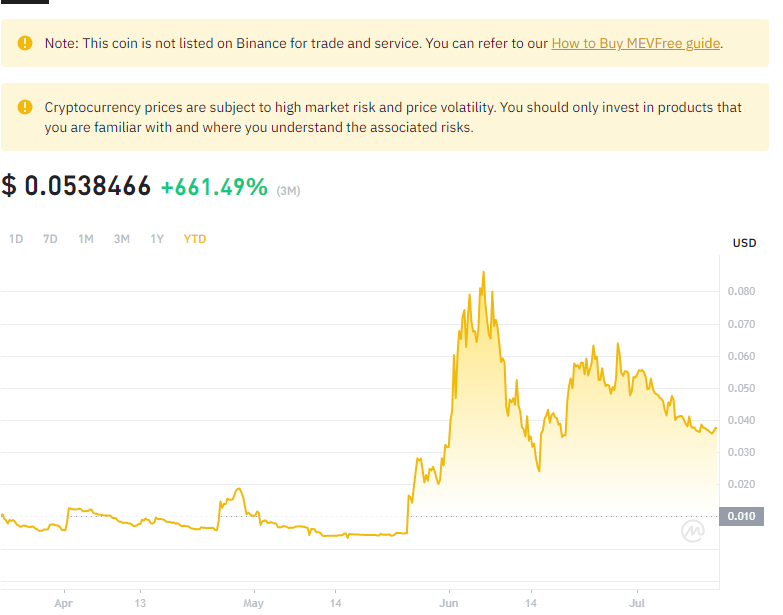 Note: This coin is not listed on Binance for trade and service. You can refer to our How to Buy MEVFree guide.
Cryptocurrency prices are subject to high market risk and price volatility. You should only invest in products that
you are familiar with and where you understand the associated risks.
$ 0.0538466 +661.49% (3M)
1D 7D 1M 3M 1Y YTD
USD
0.080
0.070
0.060
0.050
0.040
0.030
0.020
0.010
Apr 13 May 14 Jun 14 Jul